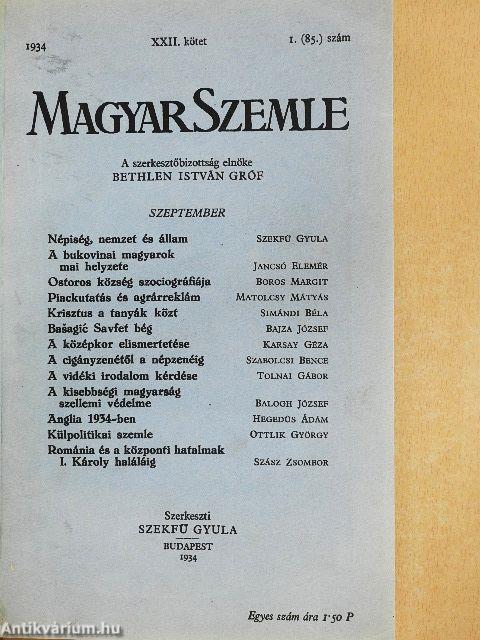 1934 XXII. kötet 1. (85.) szám
MAGYAR SZEMLE
A szerkesztőbizottság elnöke
BETHLEN ISTVÁN GRÓF
SZEPTEMBER
Népiség, nemzet és állam SZEKFŰ GYULA
A bukovinai magyarok
mai helyzete JANCSÓ ELEMÉR
Ostoros község szociográfiája BOROS MARGIT
Piackutatás és agrárreklám MATOLCSY MÁTYÁS
Krisztus a tanyák közt SIMÁNDI BÉLA
Bašagić Savfet bég BAJZA JÓZSEF
A középkor elismertetése KARSAY GÉZA
A cigányzenétől a népzenéig SZABOLCSI BENCE
A vidéki irodalom kérdése TOLNAI GÁBOR
A kisebbségi magyarság
szellemi védelme BALOGH JÓZSEF
Anglia 1934-ben HEGEDÜS ÁDÁM
Külpolitikai szemle OTTLIK GYÖRGY
Románia és a központi hatalmak
I. Károly haláláig SZÁSZ ZSOMBOR
Szerkeszti
SZEKFŰ GYULA
BUDAPEST
1934
Egyes szám ára 1·50 P
Antikvárium.hu